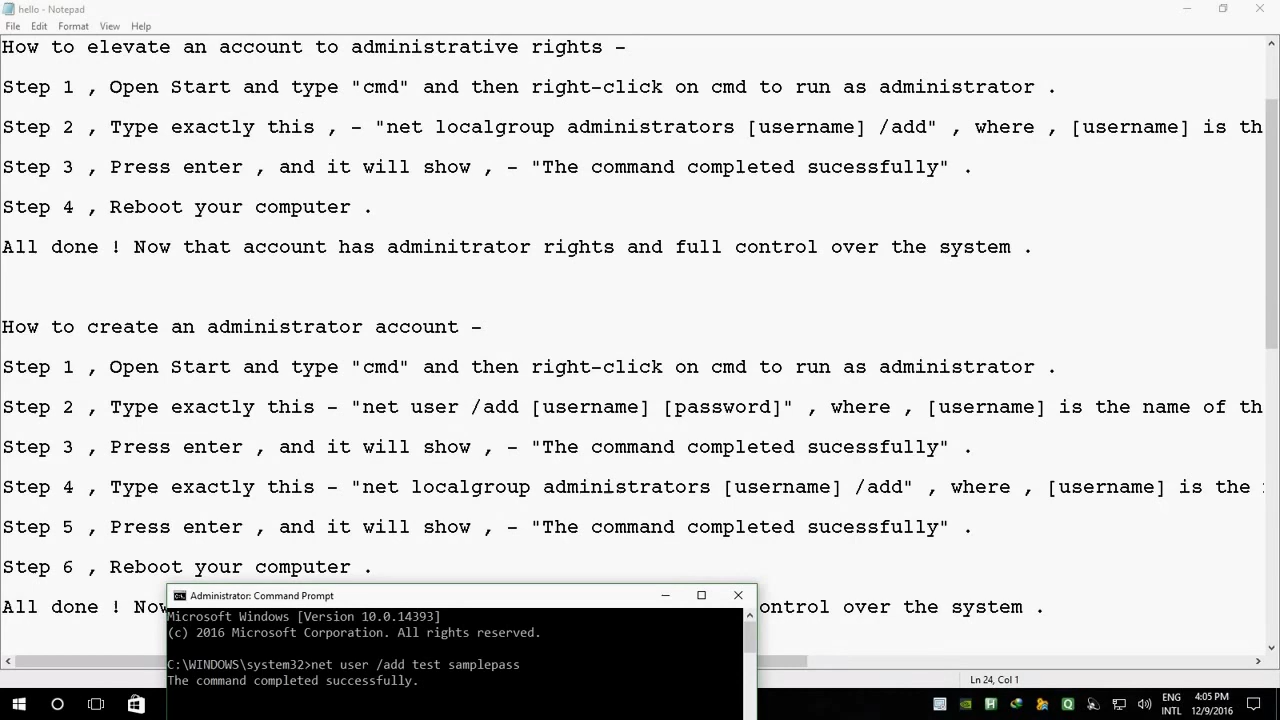 hello - Notepad
File Edit Format View Help
How to elevate an account to administrative rights -
Step 1 , Open Start and type "cmd" and then right-click on cmd to run as administrator .
Step 2 , Type exactly this , - "net localgroup administrators [username] /add" , where , [username] is th
Step 3 , Press enter , and it will show , - "The command completed sucessfully" .
Step 4 , Reboot your computer .
All done ! Now that account has adminitrator rights and full control over the system .
How to create an administrator account -
Step 1 , Open Start and type "cmd" and then right-click on cmd to run as administrator .
Step 2 , Type exactly this - "net user /add [username] [password]" , where , [username] is the name of th
Step 3 , Press enter , and it will show , - "The command completed sucessfully" .
Step 4 , Type exactly this - "net localgroup administrators [username] /add" , where , [username] is the
Step 5 , Press enter , and it will show , - "The command completed sucessfully" .
Step 6 , Reboot your computer .
All done ! Now ontrol over the system .
Administrator: Command Prompt
Microsoft Windows [Version 10.0.14393]
(c) 2016 Microsoft Corporation. All rights reserved.
C:\WINDOWS\system32>net user /add test samplepass
The command completed successfully.
Ln 24, Col 1
ENG
INTL
4:05 PM
12/9/2016